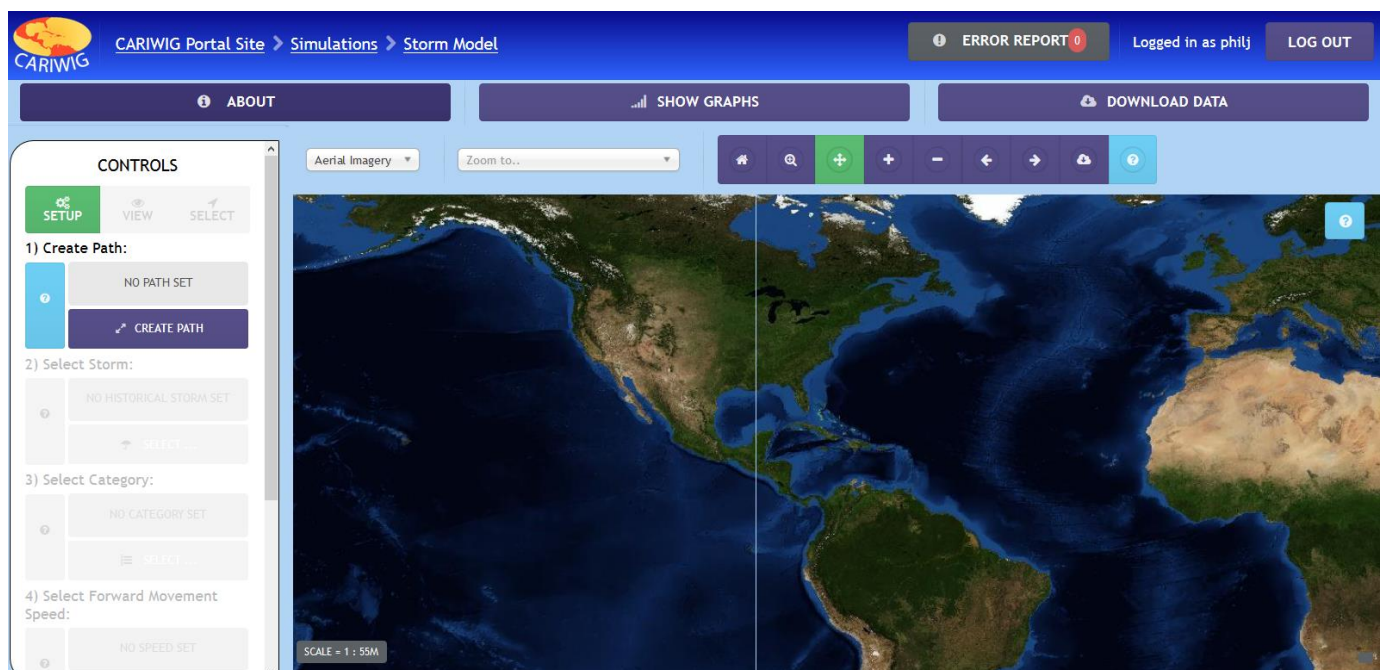 CARIWIG
CARIWIG Portal Site > Simulations > Storm Model
ERROR REPORT 0
Logged in as philj
LOG OUT
ABOUT
SHOW GRAPHS
DOWNLOAD DATA
CONTROLS
SETUP
VIEW
SELECT
1) Create Path:
NO PATH SET
CREATE PATH
2) Select Storm:
NO HISTORICAL STORM SET
SELECT ...
3) Select Category:
NO CATEGORY SET
SELECT ...
4) Select Forward Movement
Speed:
NO SPEED SET
Aerial Imagery
Zoom to..
SCALE = 1 : 55M